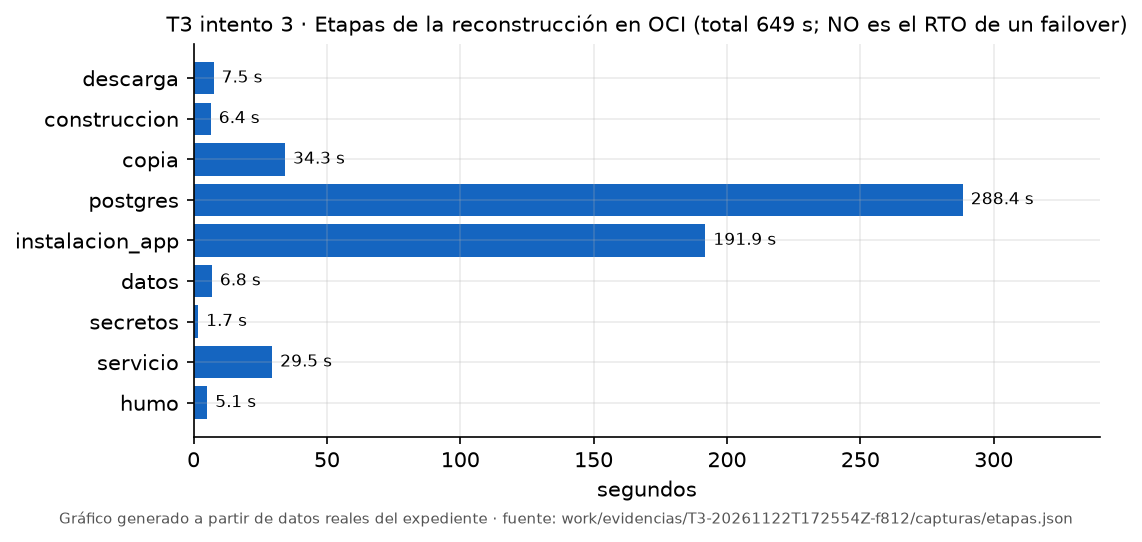 T3 intento 3 · Etapas de la reconstrucción en OCI (total 649 s; NO es el RTO de un failover)
descarga 7.5 s
construccion 6.4 s
copia 34.3 s
postgres 288.4 s
instalacion_app 191.9 s
datos 6.8 s
secretos 1.7 s
servicio 29.5 s
humo 5.1 s
0 50 100 150 200 250 300
segundos
Gráfico generado a partir de datos reales del expediente · fuente: work/evidencias/T3-20261122T172554Z-f812/capturas/etapas.json